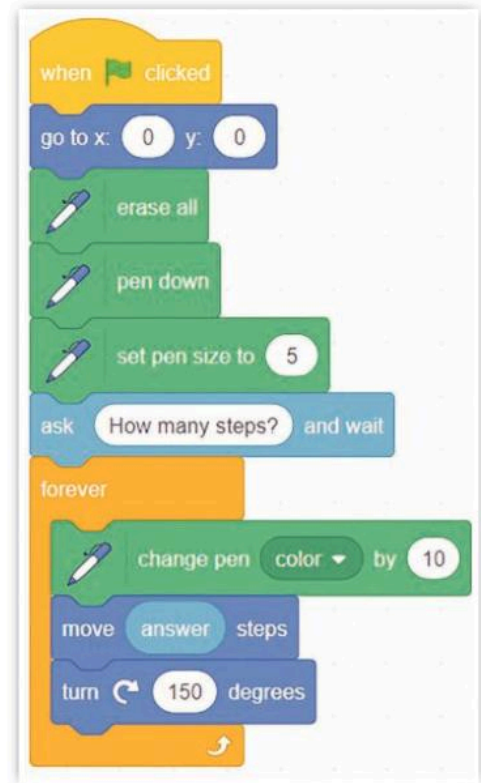 when clicked
go to x: 0 y: 0
erase all
pen down
set pen size to 5
ask How many steps? and wait
forever
change pen color by 10
move answer steps
turn 150 degrees